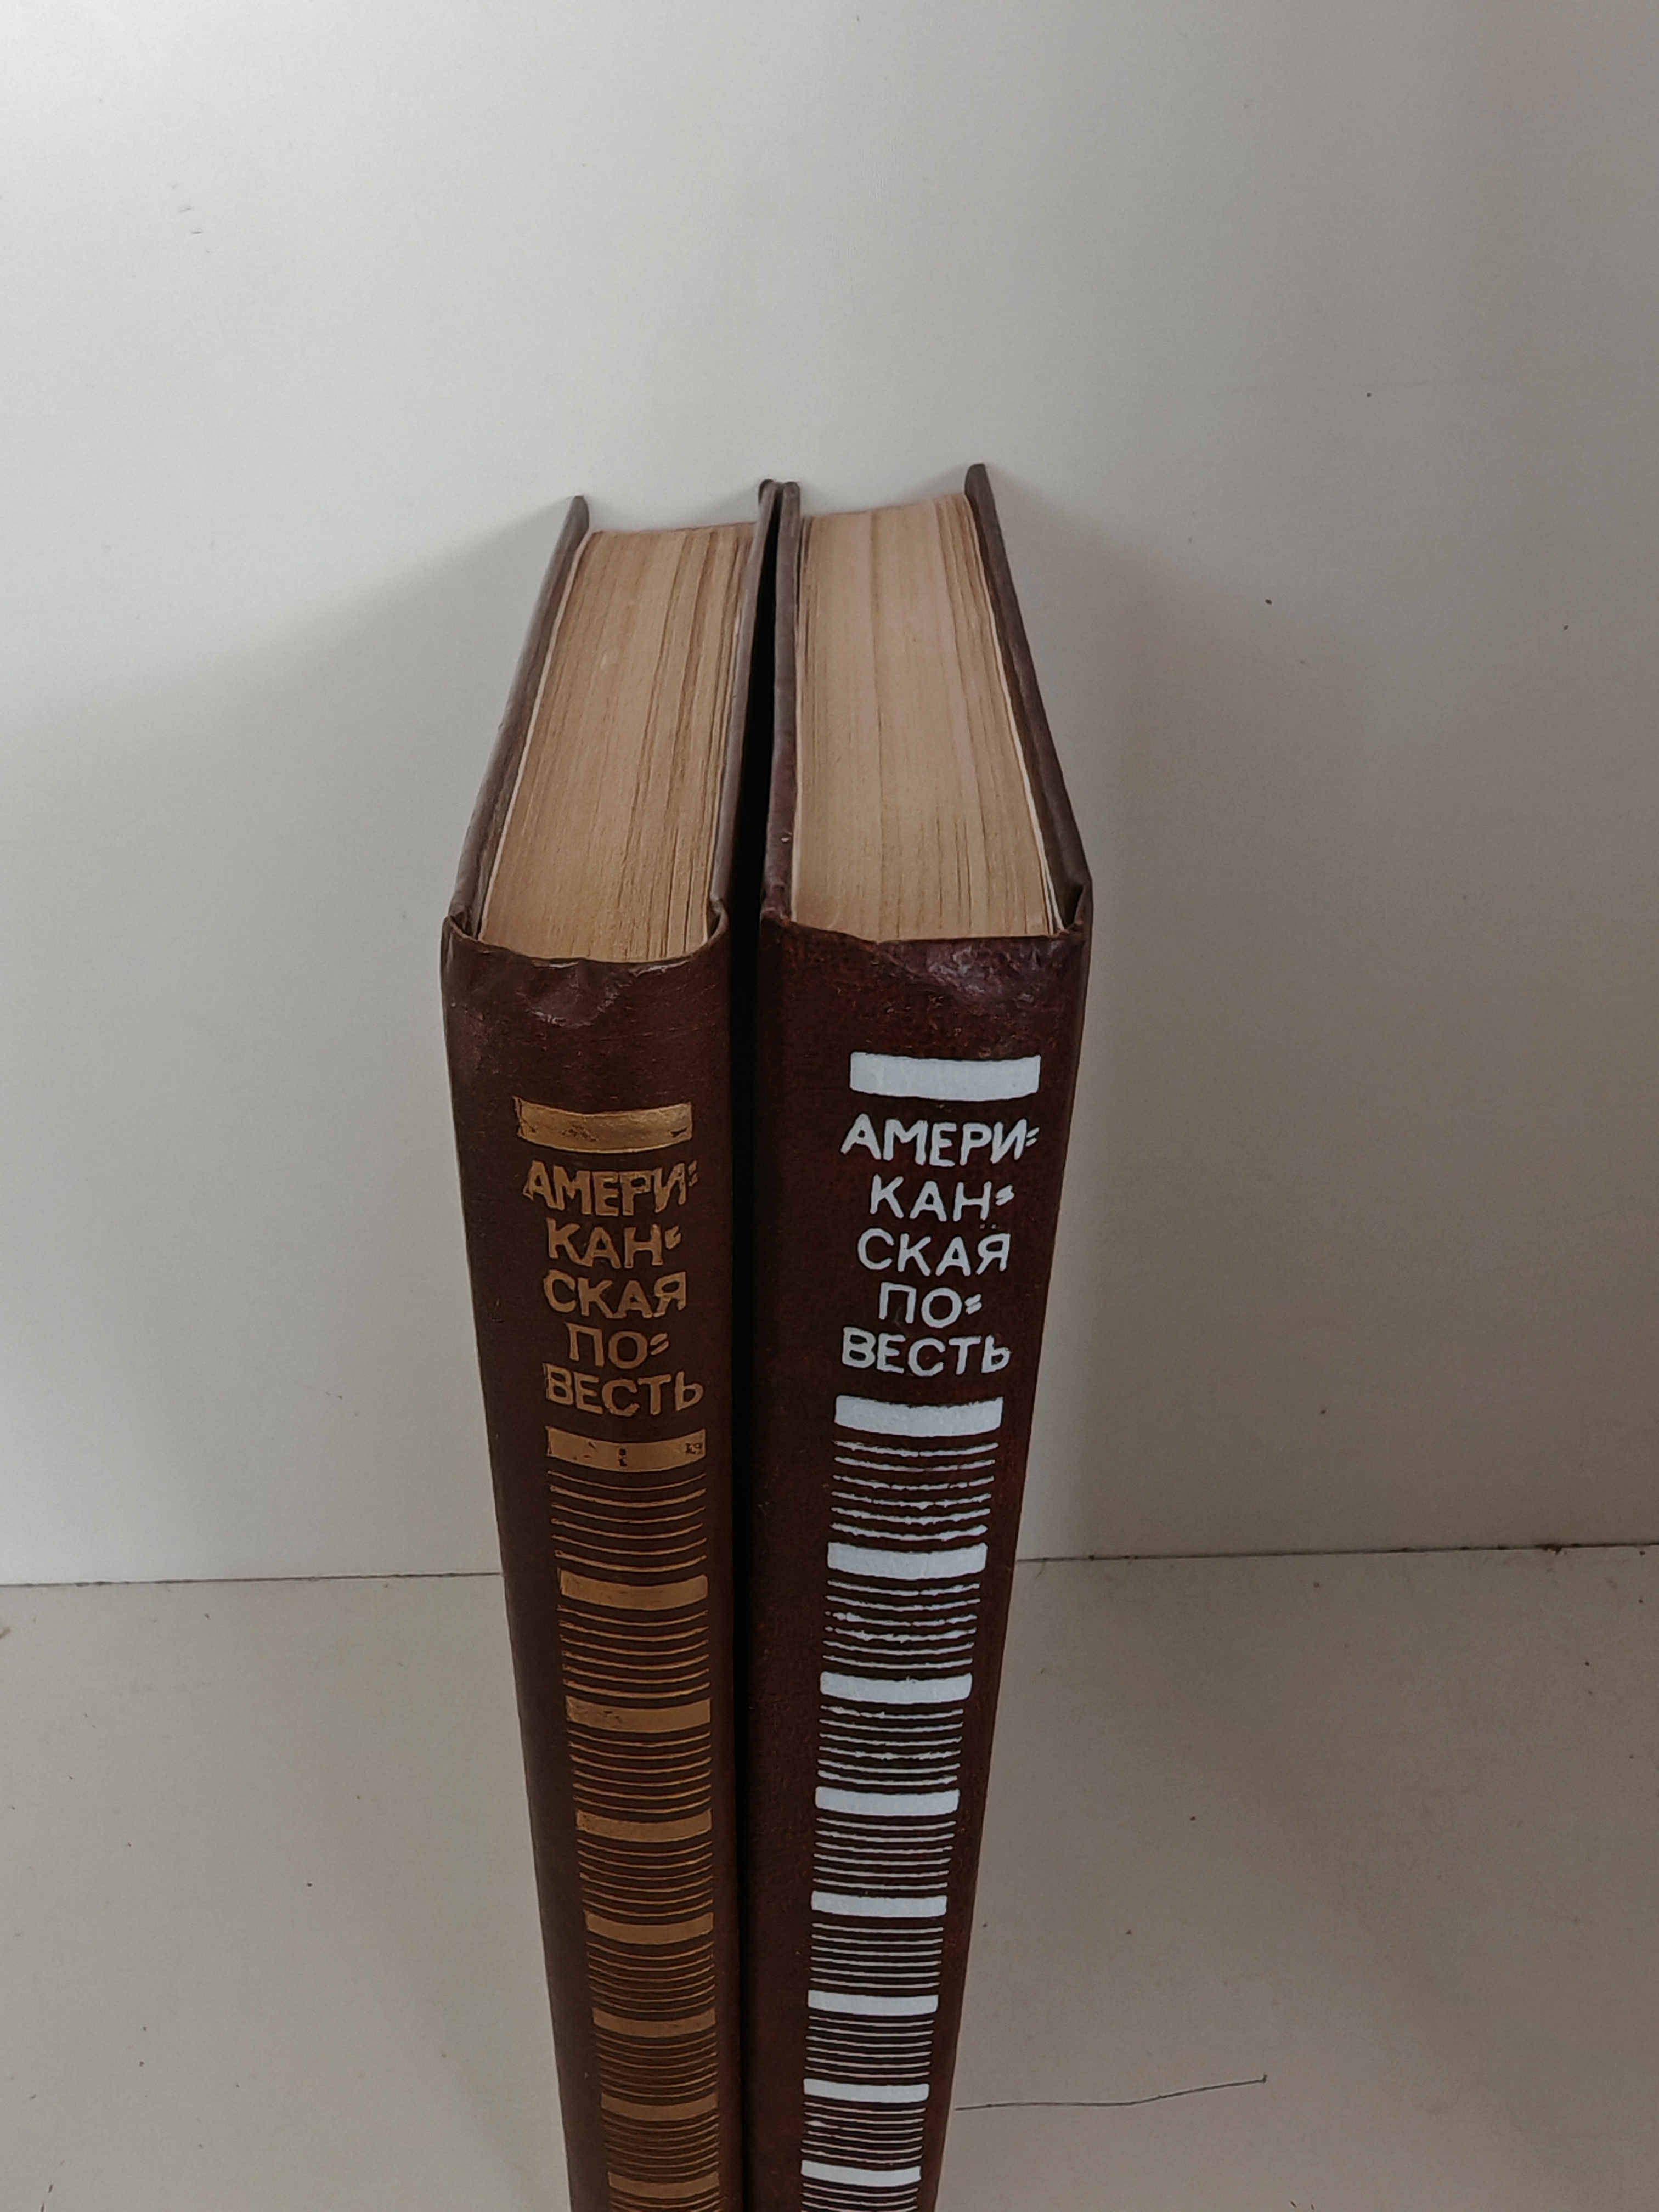 АМЕРИ=
КАН=
СКАЯ
ПО=
ВЕСТЬ
АМЕРИ=
КАН=
СКАЯ
ПО=
ВЕСТЬ